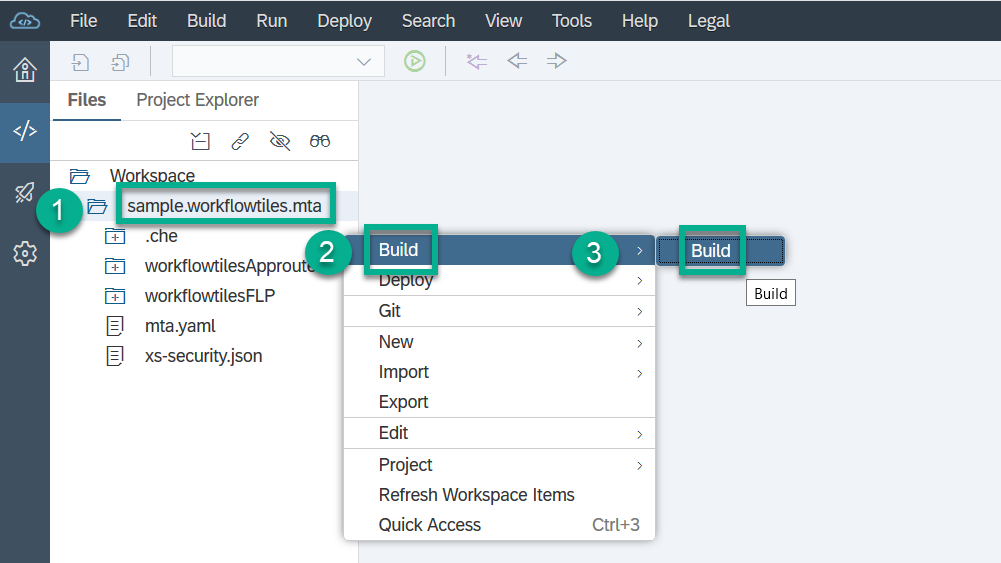 File Edit Build Run Deploy Search View Tools Help Legal
Files Project Explorer
Workspace
1 sample.workflowtiles.mta
.che
2 Build 3 Build
workflowtilesApproute
Deploy
Build
workflowtilesFLP
Git
mta.yaml
New
xs-security.json
Import
Export
Edit
Project
Refresh Workspace Items
Quick Access Ctrl+3